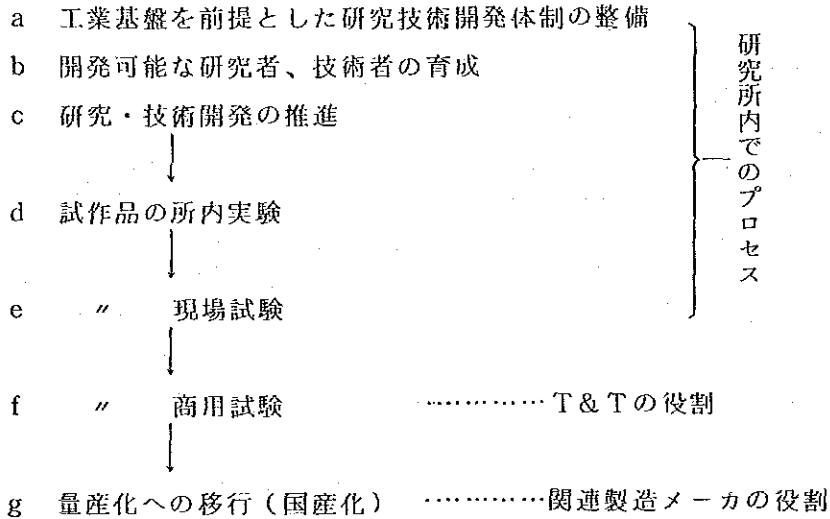 a 工業基盤を前提とした研究技術開発体制の整備
b 開発可能な研究者、技術者の育成
c 研究・技術開発の推進
d 試作品の所内実験
e 〃 現場試験
f 〃 商用試験 ………… T&Tの役割
g 量産化への移行（国産化） …………関連製造メーカの役割
研究所内でのプロセス